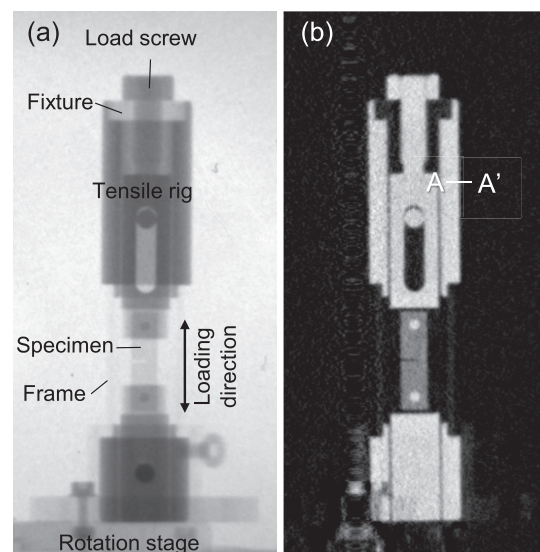 (a)
Load screw
Fixture
Tensile rig
Specimen
Frame
Loading
direction
Rotation stage
(b)
A
A’